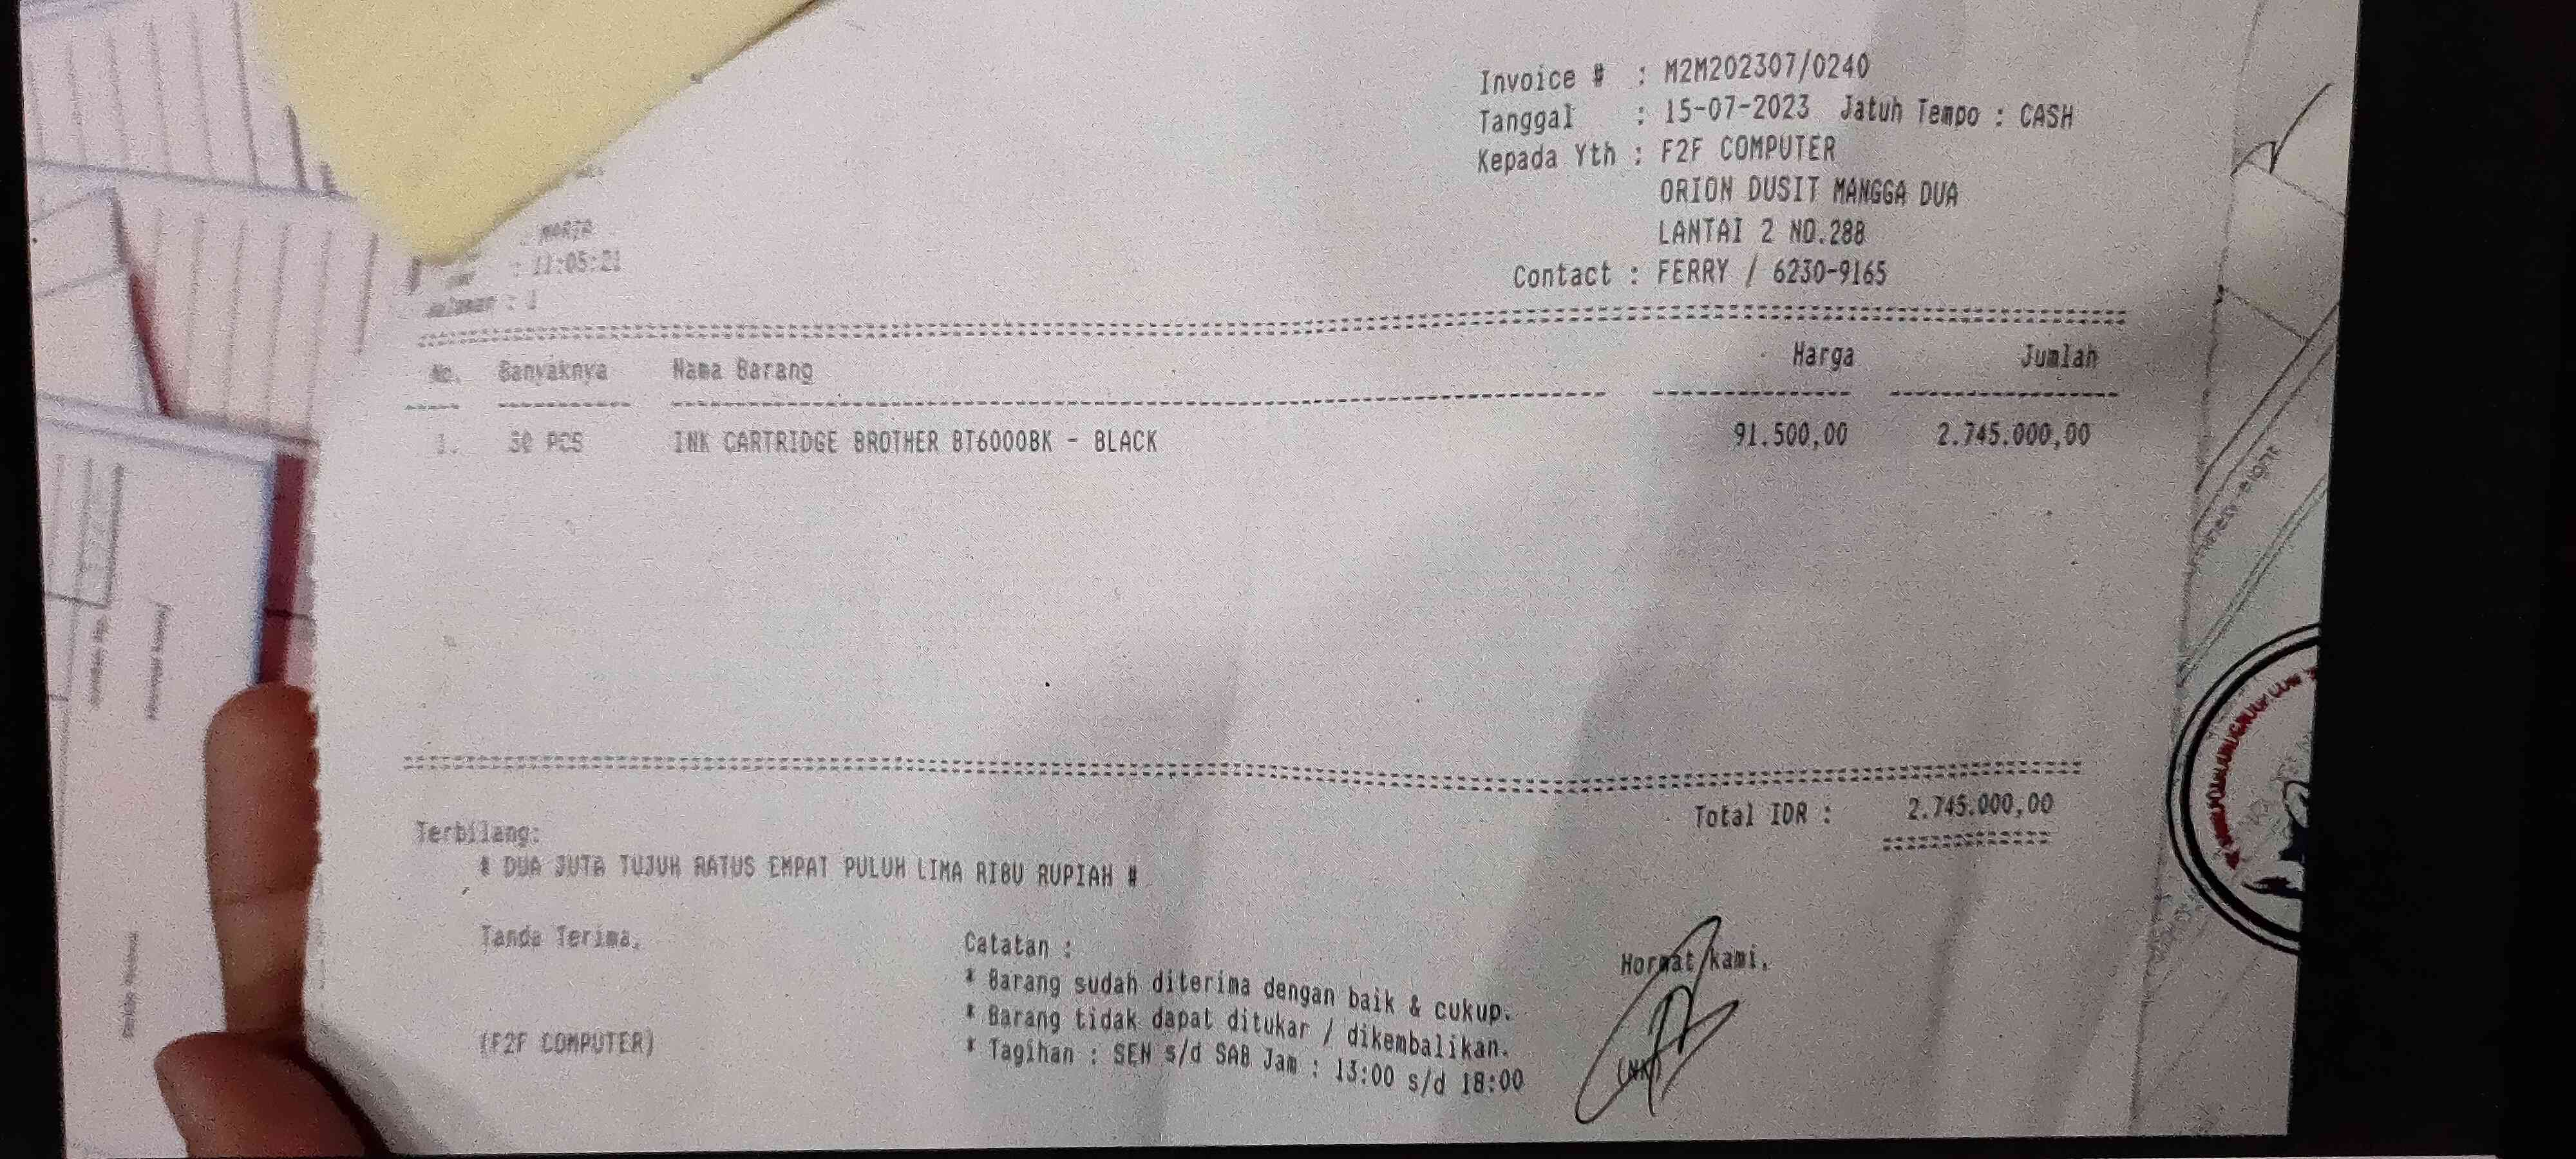 Invoice # : M2M202307/0240
Tanggal : 15-07-2023 Jatuh Tempo : CASH
Kepada Yth : F2F COMPUTER
ORION DUSIT MANGGA DUA
LANTAI 2 NO.288
Contact : FERRY / 6230-9165
: 11:05:21
: 1
No. Banyaknya Nama Barang Harga Jumlah
1. 30 PCS INK CARTRIDGE BROTHER BT6000BK - BLACK 91.500,00 2.745.000,00
Total IDR : 2.745.000,00
Terbilang:
# DUA JUTA TUJUH RATUS EMPAT PULUH LIMA RIBU RUPIAH #
Tanda Terima,
(F2F COMPUTER)
Catatan :
* Barang sudah diterima dengan baik & cukup.
* Barang tidak dapat ditukar / dikembalikan.
* Tagihan : SEN s/d SAB Jam : 13:00 s/d 18:00
Hormat kami,